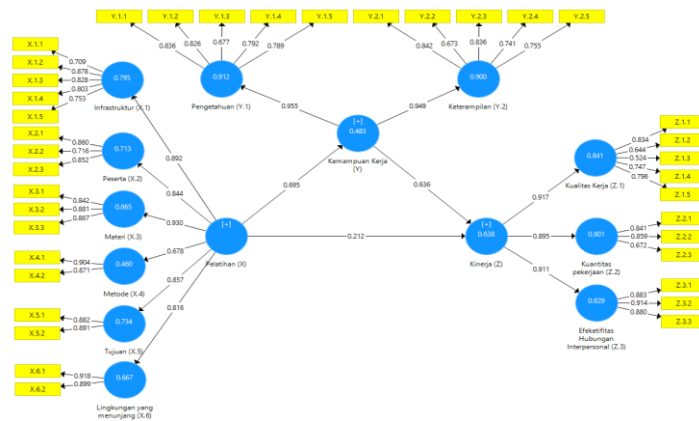 Y.1.1 Y.1.2 Y.1.3 Y.1.4 Y.1.5 Y.2.1 Y.2.2 Y.2.3 Y.2.4 Y.2.5
0.836 0.826 0.677 0.792 0.789 0.842 0.673 0.836 0.741 0.755
X.1.1
X.1.2
X.1.3
X.1.4
X.1.5
0.709
0.878
0.828
0.803
0.753
0.795
Infrastruktur (X.1)
0.912
Pengetahuan (Y.1)
0.900
Keterampilan (Y.2)
0.955
0.949
[+]
0.483
Kemampuan Kerja
(Y)
X.2.1
X.2.2
X.2.3
0.860
0.716
0.852
0.713
Peserta (X.2)
0.892
0.844
0.930
0.678
0.857
0.816
0.695
0.636
X.3.1
X.3.2
X.3.3
0.842
0.881
0.867
0.865
Materi (X.3)
[+]
Pelatihan (X)
0.212
[+]
0.638
Kinerja (Z)
X.4.1
X.4.2
0.904
0.871
0.460
Metode (X.4)
X.5.1
X.5.2
0.882
0.891
0.734
Tujuan (X.5)
X.6.1
X.6.2
0.918
0.899
0.667
Lingkungan yang
menunjang (X.6)
0.917
0.895
0.911
0.841
Kualitas Kerja (Z.1)
0.834
0.644
0.524
0.747
0.796
Z.1.1
Z.1.2
Z.1.3
Z.1.4
Z.1.5
0.801
Kuantitas
pekerjaan (Z.2)
0.841
0.859
0.672
Z.2.1
Z.2.2
Z.2.3
0.829
Efeketifitas
Hubungan
Interpersonal (Z.3)
0.883
0.914
0.880
Z.3.1
Z.3.2
Z.3.3